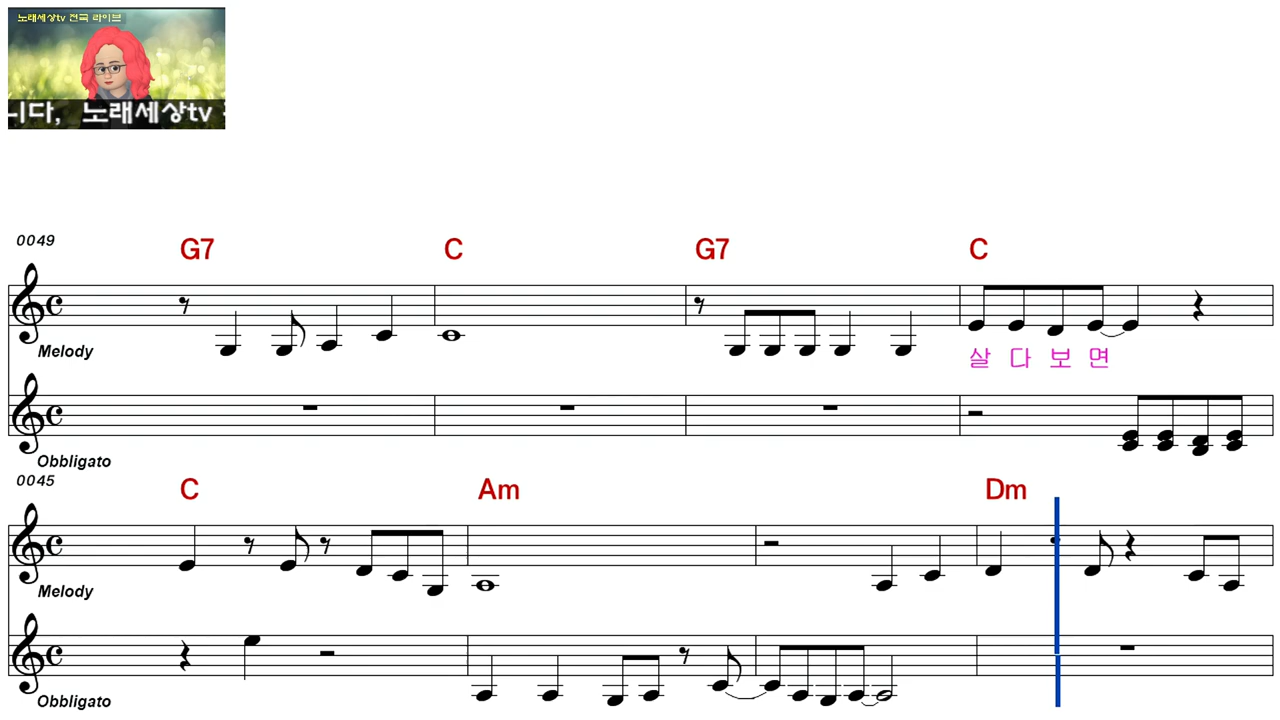 노래세상tv 전국 라이브
니다, 노래세상tv
0049
G7 C G7 C
Melody
살 다 보 면
Obbligato
0045
C Am Dm
Melody
Obbligato